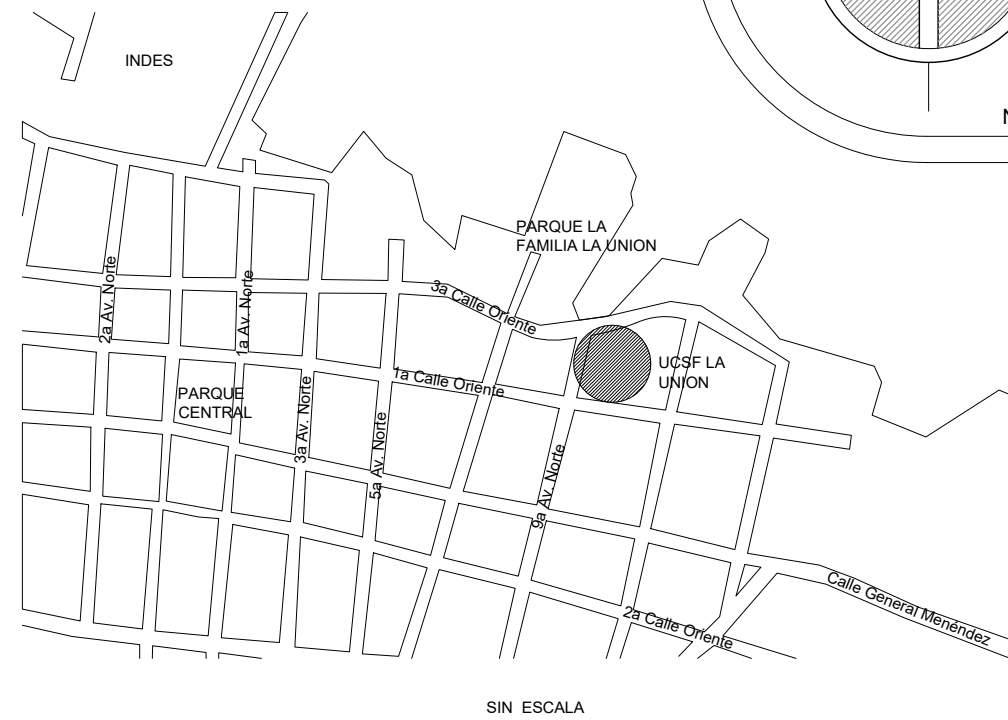 INDES
N
PARQUE LA
FAMILIA LA UNION
2a Av. Norte
1a Av. Norte
3a Calle Oriente
UCSF LA
UNION
1a Calle Oriente
PARQUE
CENTRAL
3a Av. Norte
5a Av. Norte
9a Av. Norte
Calle General Menéndez
2a Calle Oriente
SIN ESCALA